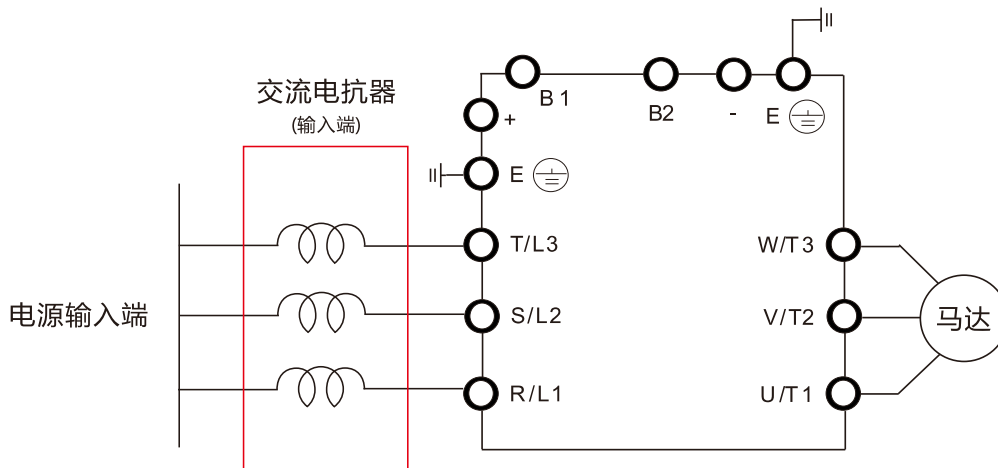 交流电抗器
(输入端)
B1
B2
-
E
+
E
T/L3
W/T3
电源输入端
S/L2
V/T2
马达
R/L1
U/T1